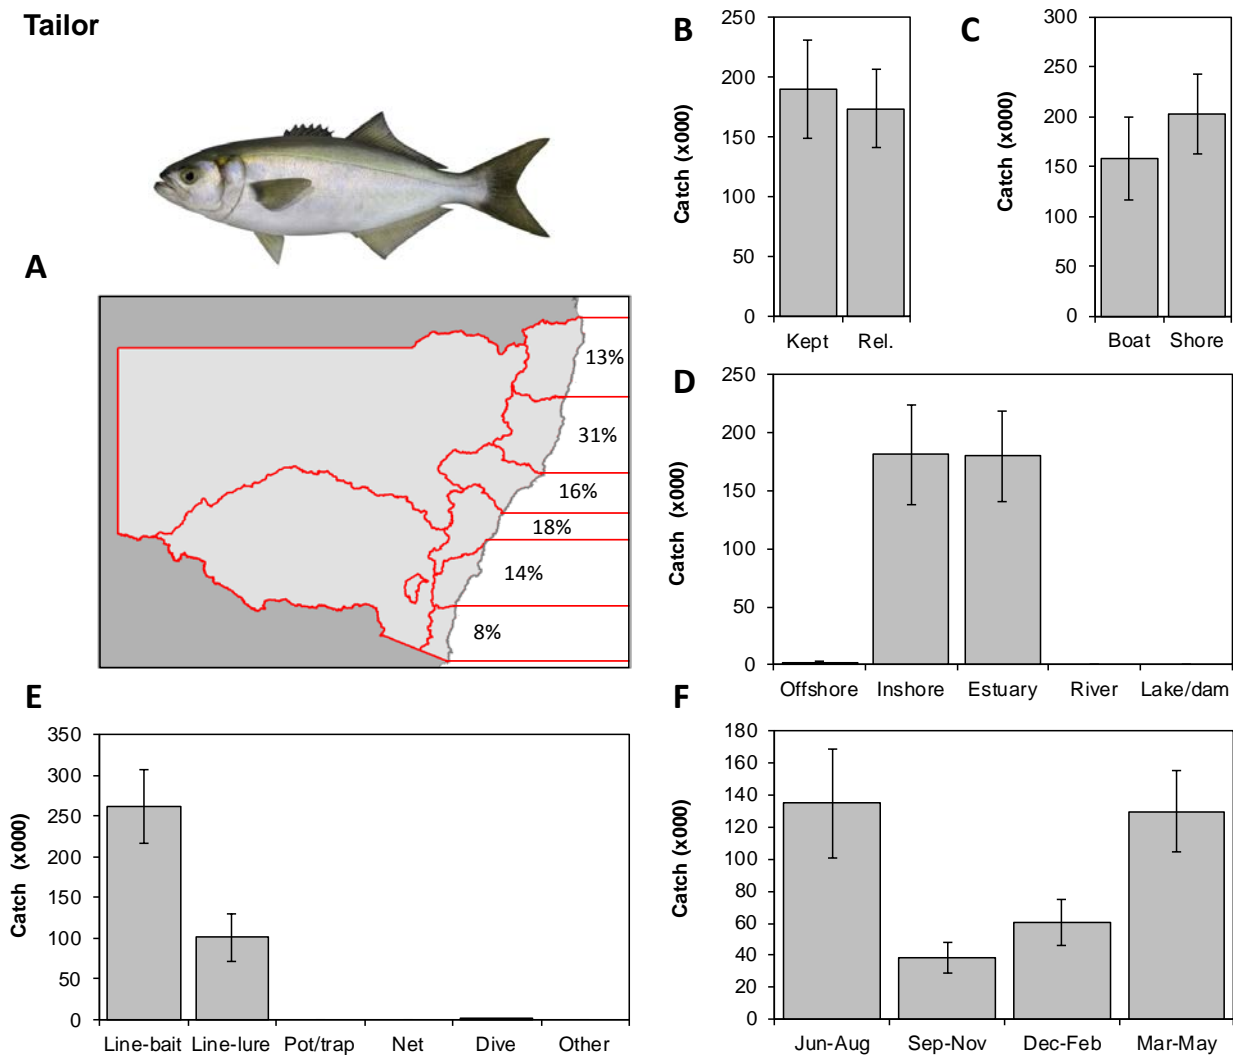 Tailor
A
13%
31%
16%
18%
14%
8%
B
Catch (x000)
250
200
150
100
50
0
Kept Rel.
C
Catch (x000)
300
250
200
150
100
50
0
Boat Shore
D
Catch (x000)
250
200
150
100
50
0
Offshore Inshore Estuary River Lake/dam
E
Catch (x000)
350
300
250
200
150
100
50
0
Line-bait Line-lure Pot/trap Net Dive Other
F
Catch (x000)
180
160
140
120
100
80
60
40
20
0
Jun-Aug Sep-Nov Dec-Feb Mar-May